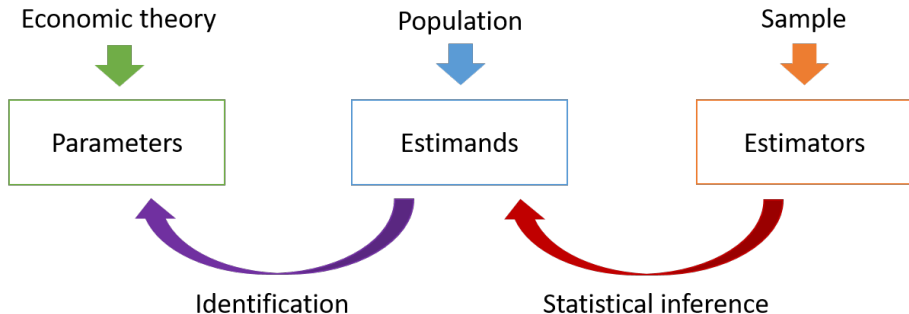 Economic theory
Population
Sample
Parameters
Estimands
Estimators
Identification
Statistical inference